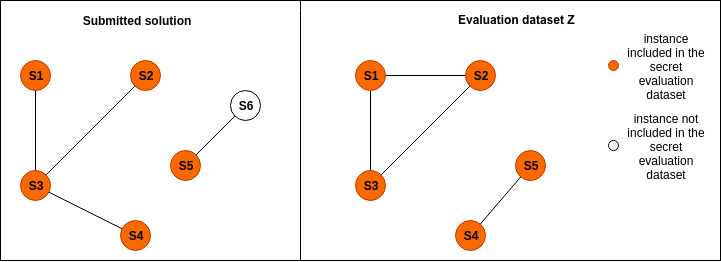 Submitted solution
Evaluation dataset Z
S1
S2
S6
S5
S3
S4
S1
S2
S5
S3
S4
instance
included in the
secret
evaluation
dataset
instance not
included in the
secret
evaluation
dataset